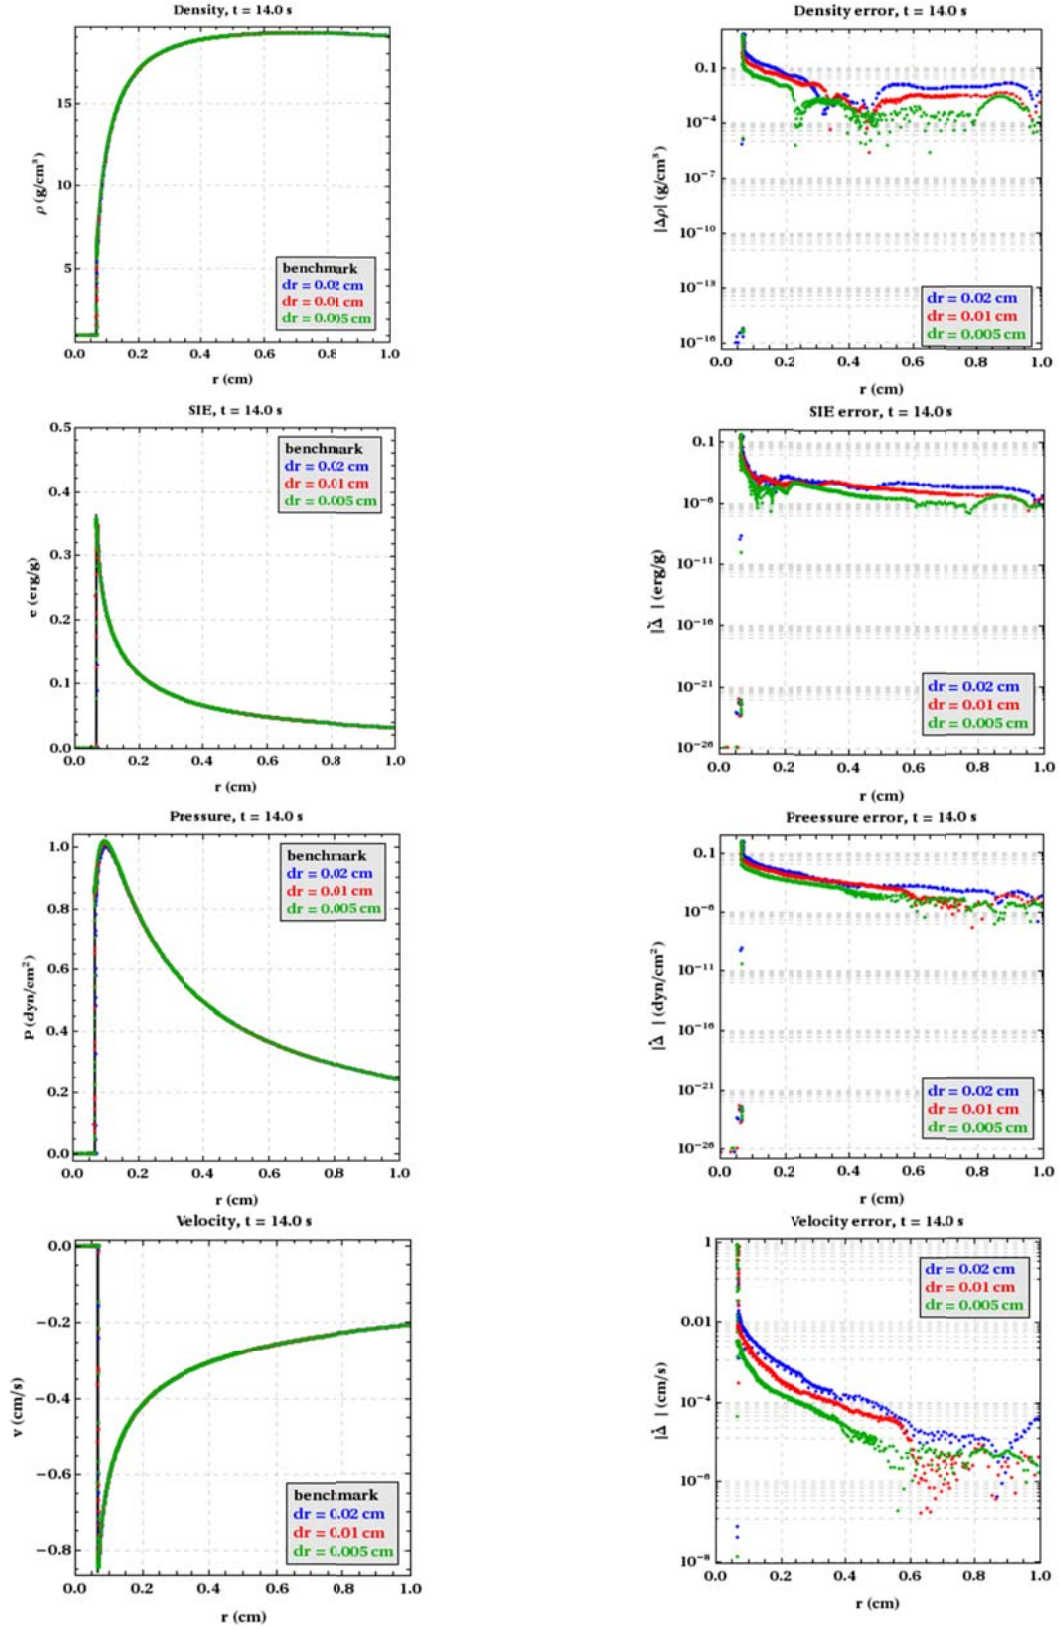 Density, t = 14.0 s
ρ (g/cm³)
15
10
5
0.0 0.2 0.4 0.6 0.8 1.0
r (cm)
benchmark
dr = 0.02 cm
dr = 0.01 cm
dr = 0.005 cm
Density error, t = 14.0 s
|Δρ| (g/cm³)
0.1
10⁻⁴
10⁻⁷
10⁻¹⁰
10⁻¹³
10⁻¹⁶
0.0 0.2 0.4 0.6 0.8 1.0
r (cm)
dr = 0.02 cm
dr = 0.01 cm
dr = 0.005 cm
SIE, t = 14.0 s
e (erg/g)
0.5
0.4
0.3
0.2
0.1
0.0
0.0 0.2 0.4 0.6 0.8 1.0
r (cm)
benchmark
dr = 0.02 cm
dr = 0.01 cm
dr = 0.005 cm
SIE error, t = 14.0 s
|Δ | (erg/g)
0.1
10⁻⁶
10⁻¹¹
10⁻¹⁶
10⁻²¹
10⁻²⁶
0.0 0.2 0.4 0.6 0.8 1.0
r (cm)
dr = 0.02 cm
dr = 0.01 cm
dr = 0.005 cm
Pressure, t = 14.0 s
P (dyn/cm²)
1.0
0.8
0.6
0.4
0.2
0.0
0.0 0.2 0.4 0.6 0.8 1.0
r (cm)
benchmark
dr = 0.02 cm
dr = 0.01 cm
dr = 0.005 cm
Preessure error, t = 14.0 s
|Δ | (dyn/cm²)
0.1
10⁻⁶
10⁻¹¹
10⁻¹⁶
10⁻²¹
10⁻²⁶
0.0 0.2 0.4 0.6 0.8 1.0
r (cm)
dr = 0.02 cm
dr = 0.01 cm
dr = 0.005 cm
Velocity, t = 14.0 s
v (cm/s)
0.0
−0.2
−0.4
−0.6
−0.8
0.0 0.2 0.4 0.6 0.8 1.0
r (cm)
benchmark
dr = 0.02 cm
dr = 0.01 cm
dr = 0.005 cm
Velocity error, t = 14.0 s
|Δ | (cm/s)
1
0.01
10⁻⁴
10⁻⁶
10⁻⁸
0.0 0.2 0.4 0.6 0.8 1.0
r (cm)
dr = 0.02 cm
dr = 0.01 cm
dr = 0.005 cm